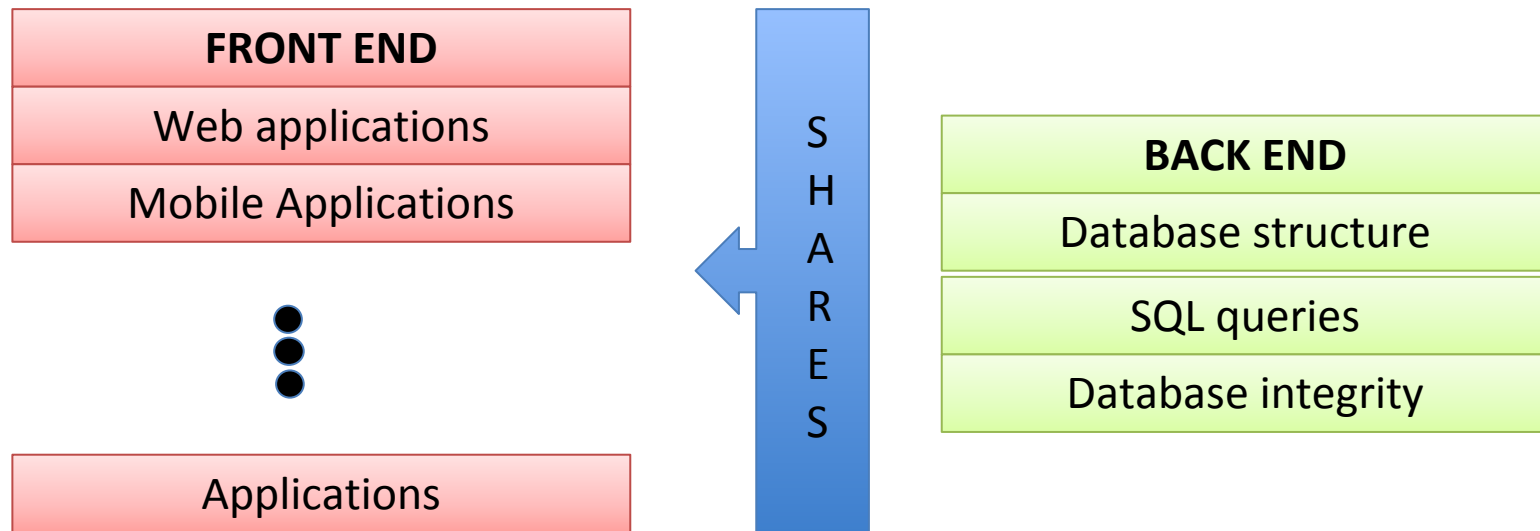 FRONT END
Web applications
Mobile Applications
Applications
S
H
A
R
E
S
BACK END
Database structure
SQL queries
Database integrity